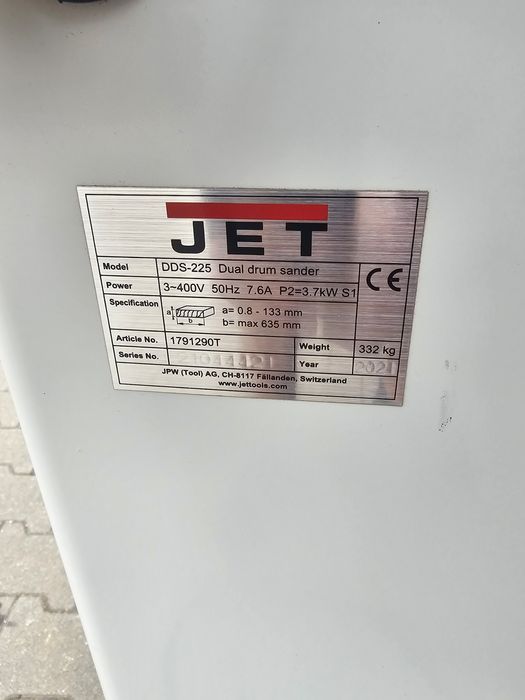 JET
Model DDS-225 Dual drum sander
CE
Power 3~400V 50Hz 7.6A P2=3.7kW S1
Specification a b a= 0.8 - 133 mm
b= max 635 mm
Article No. 1791290T Weight 332 kg
Series No. Year 2021
JPW (Tool) AG, CH-8117 Fällanden, Switzerland
www.jettools.com